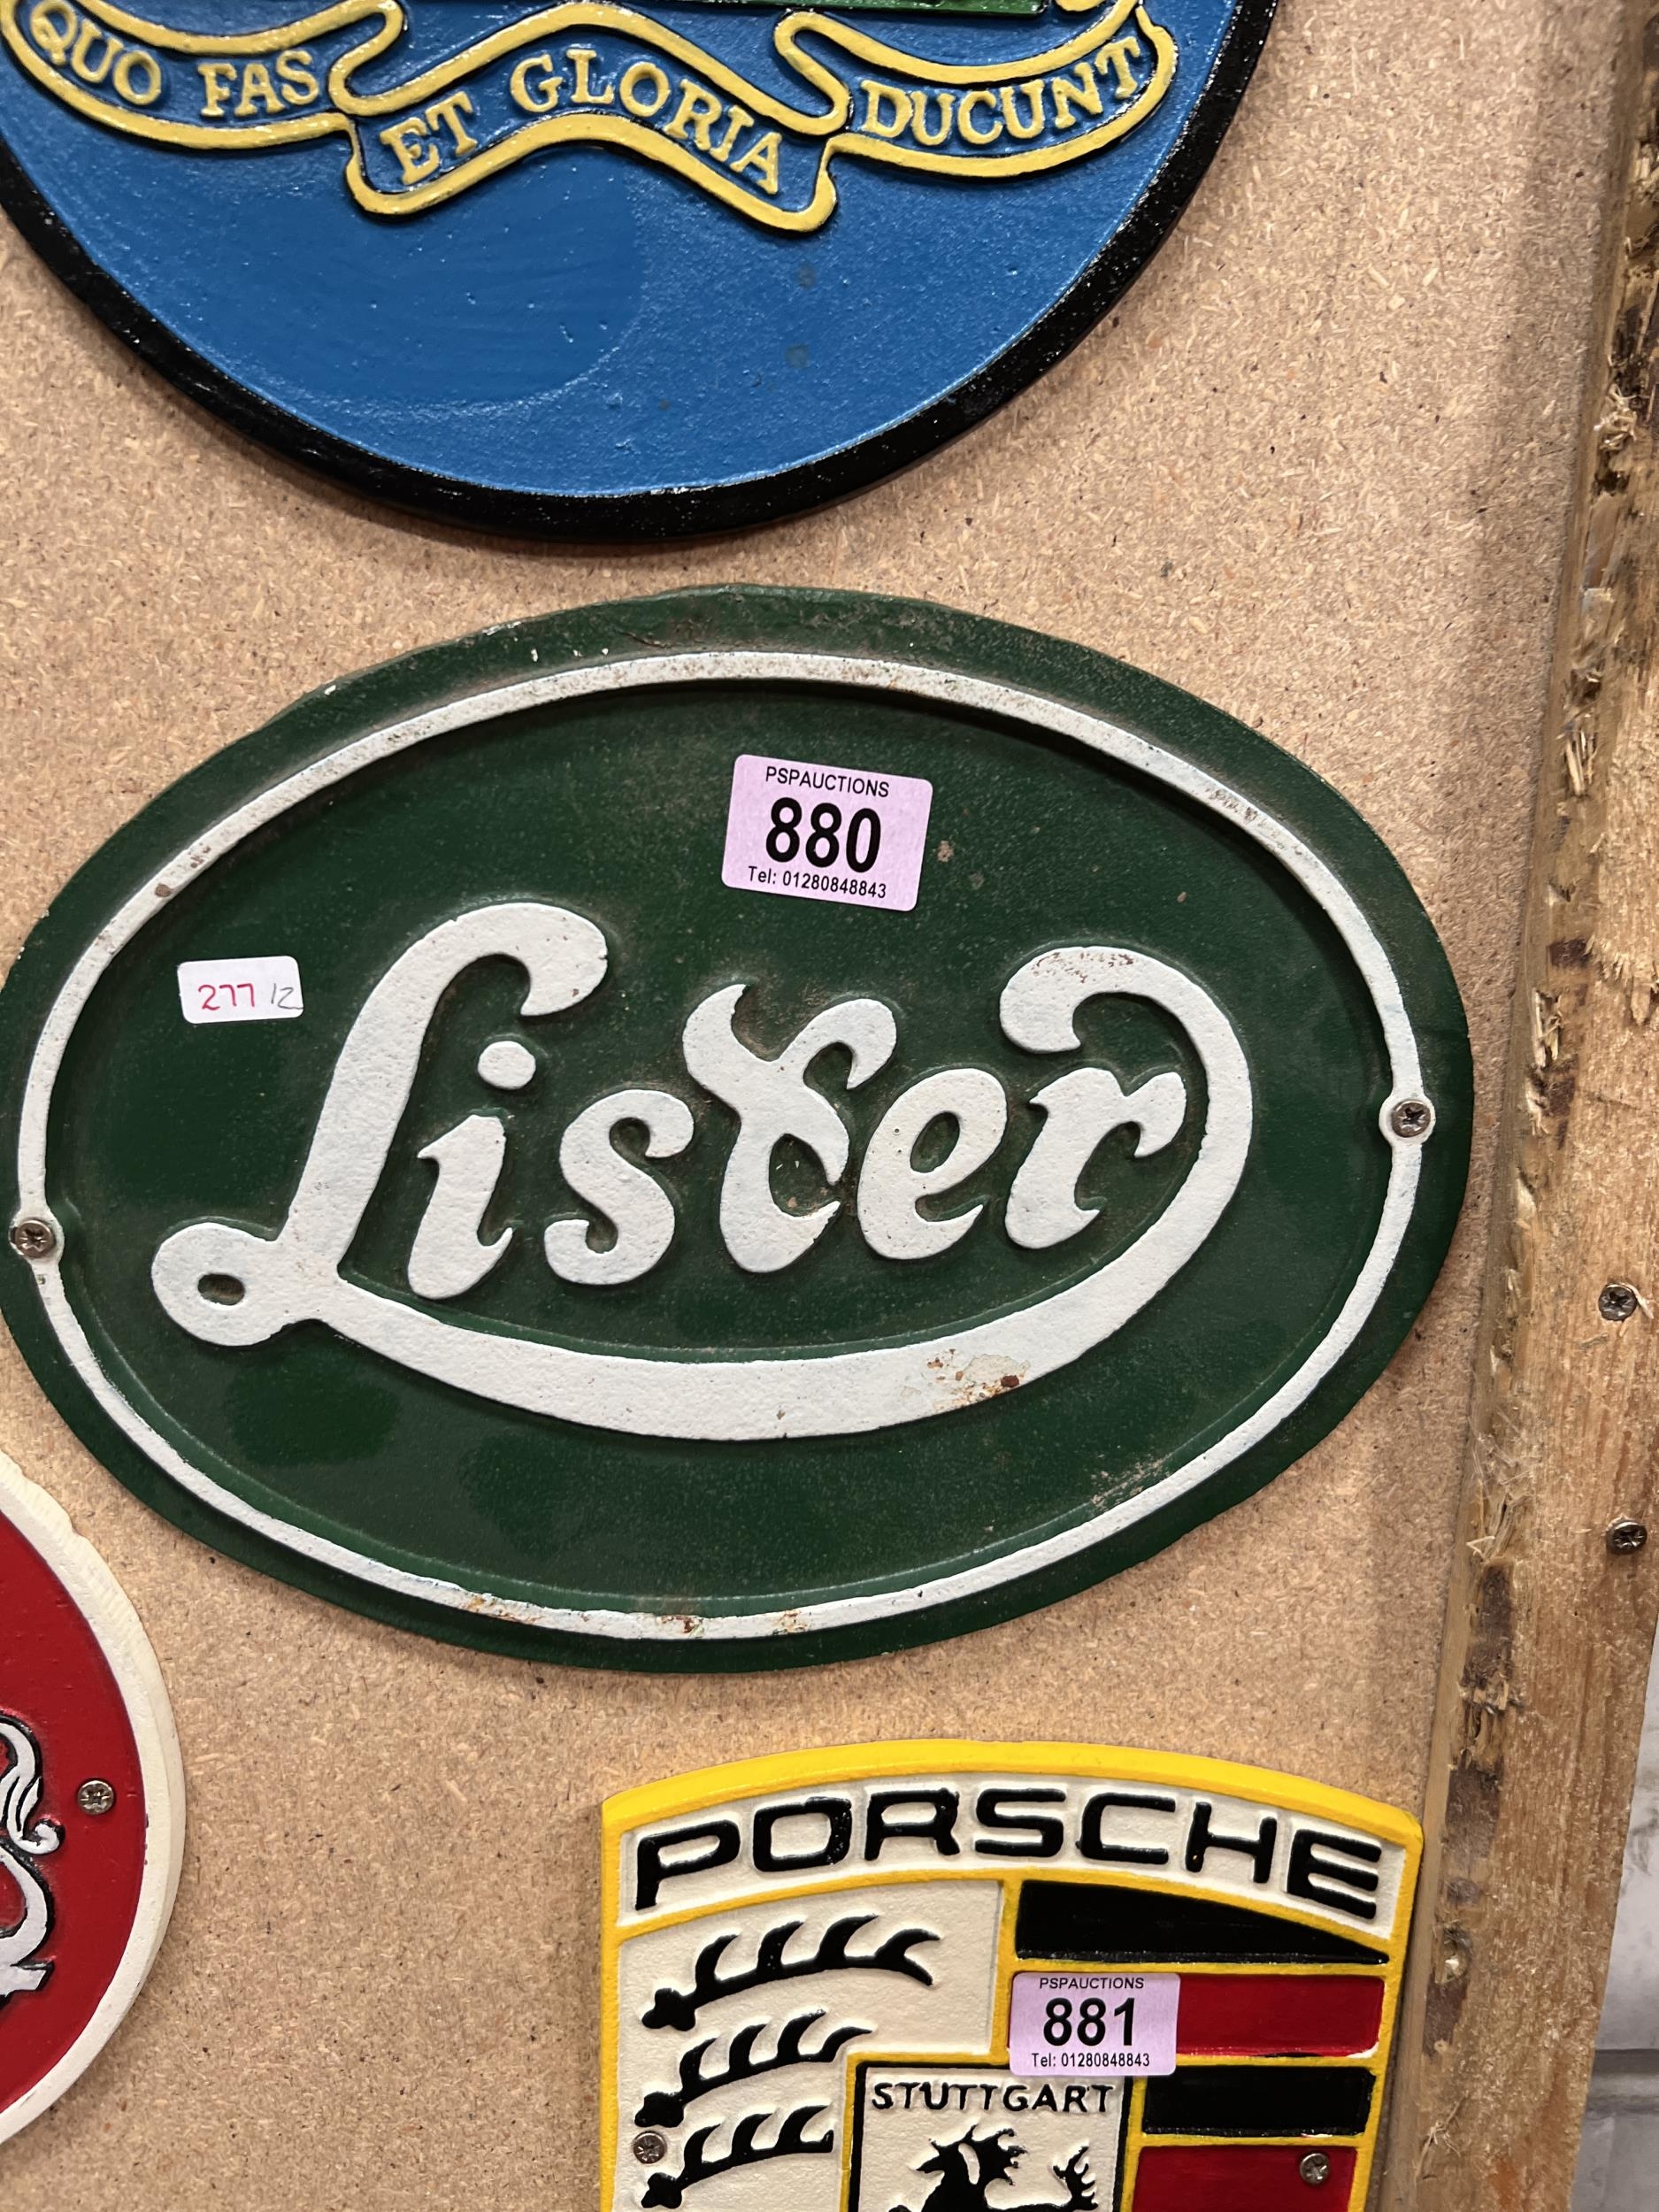 QUO FAS
ET GLORIA
DUCUNT
PSPAUCTIONS
880
Tel: 01280848843
277 12
Lister
PORSCHE
PSPAUCTIONS
881
Tel: 01280848843
STUTTGART